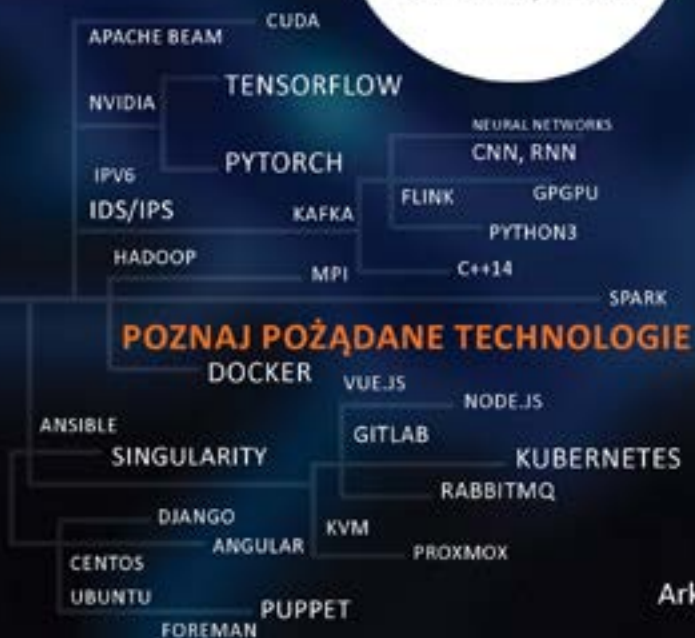 CUDA
APACHE BEAM
TENSORFLOW
NVIDIA
NEURAL NETWORKS
CNN, RNN
PYTORCH
IPV6
FLINK
GPGPU
IDS/IPS
KAFKA
PYTHON3
HADOOP
MPI
C++14
SPARK
POZNAJ POŻĄDANE TECHNOLOGIE
DOCKER
VUE.JS
NODE.JS
ANSIBLE
GITLAB
SINGULARITY
KUBERNETES
RABBITMQ
DJANGO
KVM
ANGULAR
PROXMOX
CENTOS
UBUNTU
Ark
PUPPET
FOREMAN